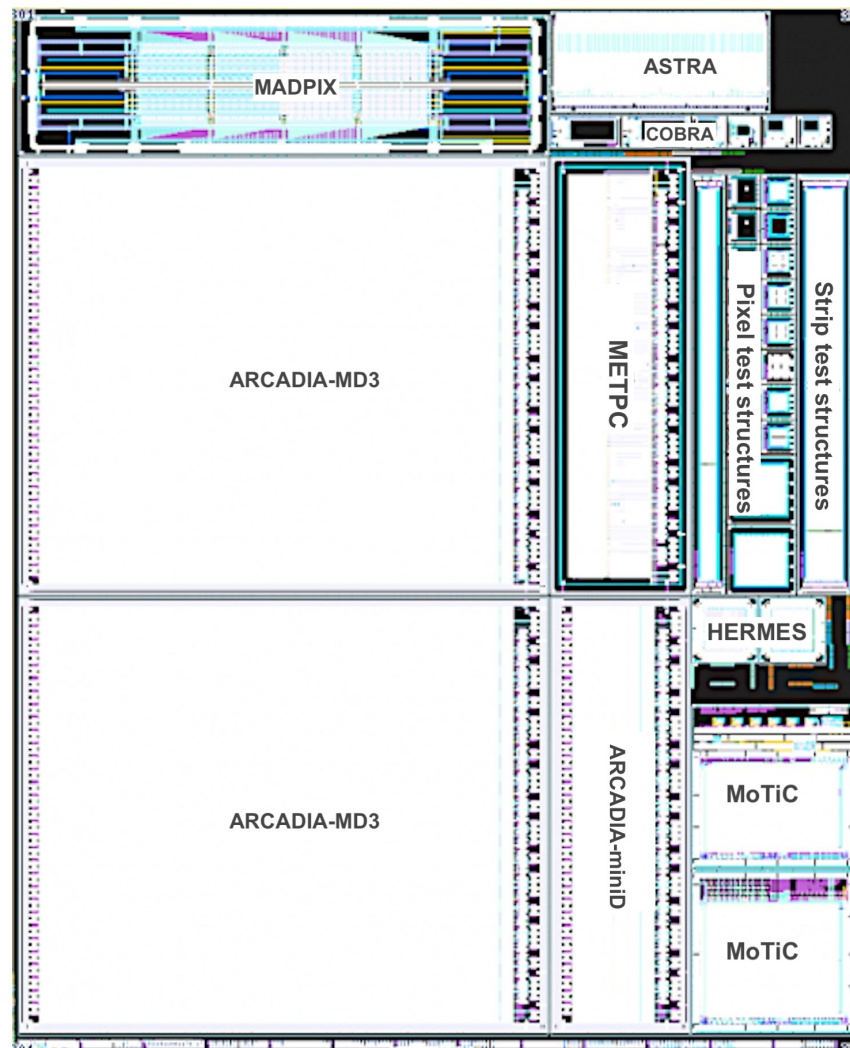 MADPIX
ASTRA
COBRA
ARCADIA-MD3
METPC
Pixel test structures
Strip test structures
HERMES
ARCADIA-MD3
ARCADIA-miniD
MoTiC
MoTiC